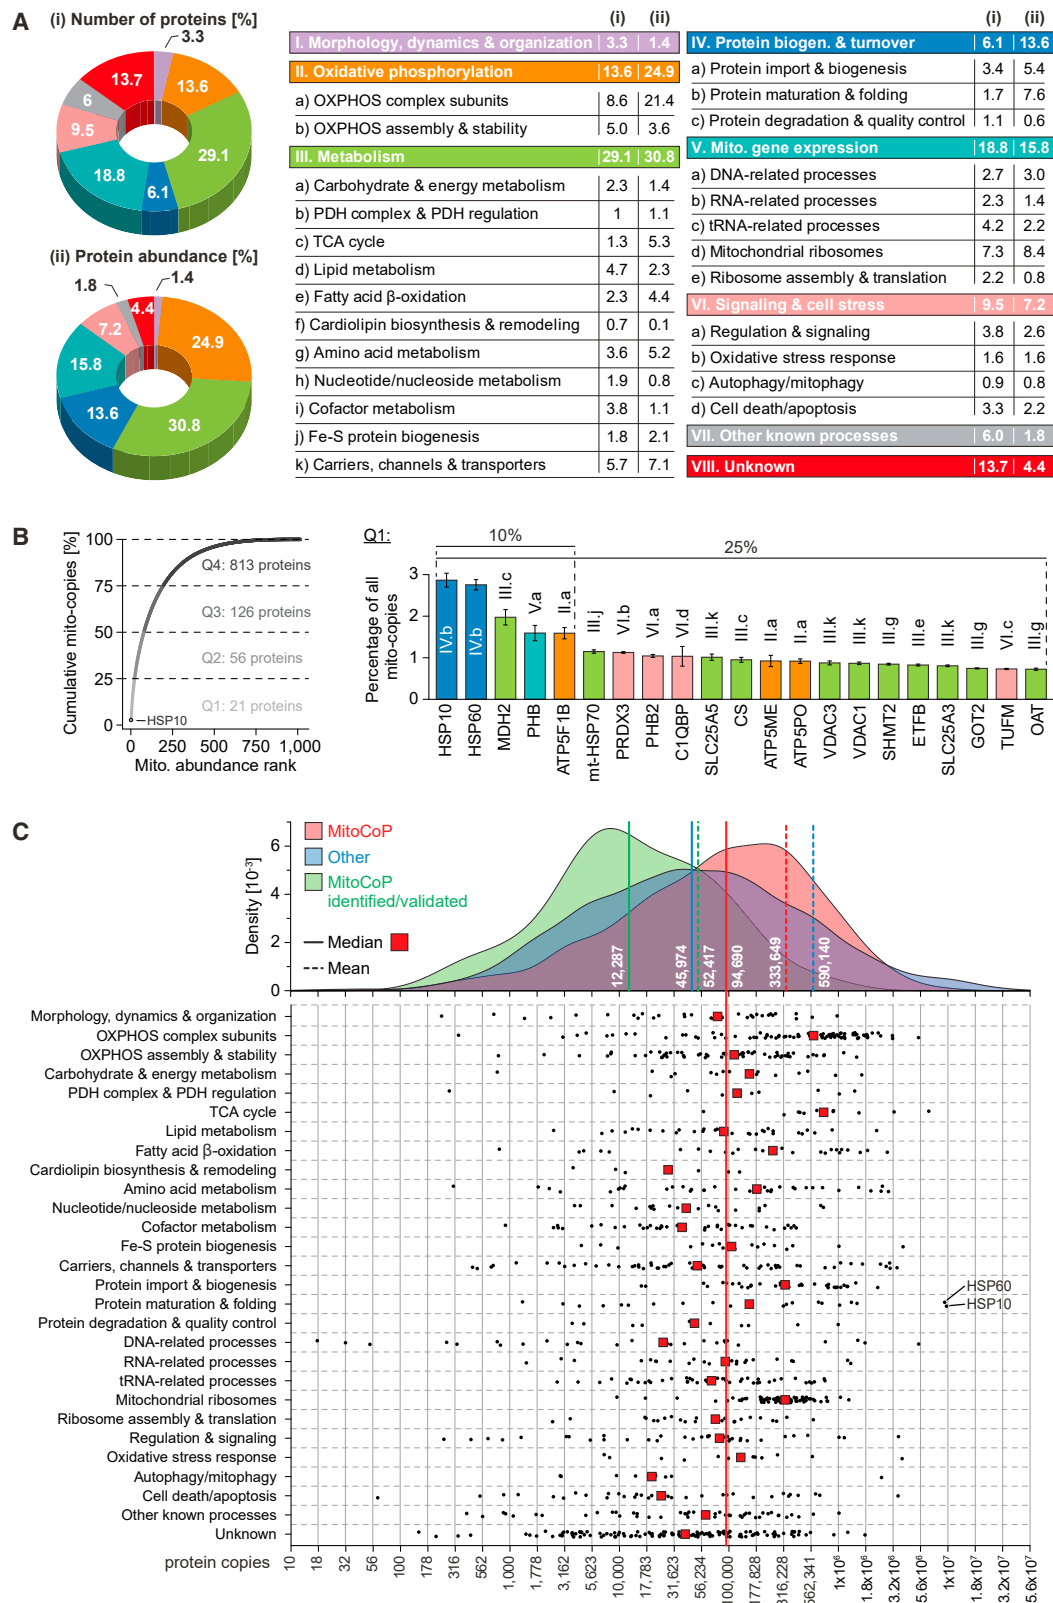 A
(i) Number of proteins [%]
3.3
13.7
13.6
6
9.5
29.1
18.8
6.1
(ii) Protein abundance [%]
1.8
1.4
4.4
7.2
24.9
15.8
13.6
30.8
(i) (ii)
I. Morphology, dynamics & organization 3.3 1.4
II. Oxidative phosphorylation 13.6 24.9
a) OXPHOS complex subunits 8.6 21.4
b) OXPHOS assembly & stability 5.0 3.6
III. Metabolism 29.1 30.8
a) Carbohydrate & energy metabolism 2.3 1.4
b) PDH complex & PDH regulation 1 1.1
c) TCA cycle 1.3 5.3
d) Lipid metabolism 4.7 2.3
e) Fatty acid β-oxidation 2.3 4.4
f) Cardiolipin biosynthesis & remodeling 0.7 0.1
g) Amino acid metabolism 3.6 5.2
h) Nucleotide/nucleoside metabolism 1.9 0.8
i) Cofactor metabolism 3.8 1.1
j) Fe-S protein biogenesis 1.8 2.1
k) Carriers, channels & transporters 5.7 7.1
(i) (ii)
IV. Protein biogen. & turnover 6.1 13.6
a) Protein import & biogenesis 3.4 5.4
b) Protein maturation & folding 1.7 7.6
c) Protein degradation & quality control 1.1 0.6
V. Mito. gene expression 18.8 15.8
a) DNA-related processes 2.7 3.0
b) RNA-related processes 2.3 1.4
c) tRNA-related processes 4.2 2.2
d) Mitochondrial ribosomes 7.3 8.4
e) Ribosome assembly & translation 2.2 0.8
VI. Signaling & cell stress 9.5 7.2
a) Regulation & signaling 3.8 2.6
b) Oxidative stress response 1.6 1.6
c) Autophagy/mitophagy 0.9 0.8
d) Cell death/apoptosis 3.3 2.2
VII. Other known processes 6.0 1.8
VIII. Unknown 13.7 4.4
B
Cumulative mito-copies [%]
100
75
50
25
0
Q4: 813 proteins
Q3: 126 proteins
Q2: 56 proteins
Q1: 21 proteins
HSP10
0 250 500 750 1,000
Mito. abundance rank
Q1:
10%
25%
Percentage of all
mito-copies
3
2
1
0
IV.b IV.b III.c V.a II.a III.j VI.b VI.a VI.d III.k III.c II.a II.a III.k III.k III.g III.e III.k III.g VI.c III.g
HSP10 HSP60 MDH2 PHB ATP5F1B mt-HSP70 PRDX3 PHB2 C1QBP SLC25A5 CS ATP5ME ATP5PO VDAC3 VDAC1 SHMT2 ETFB SLC25A3 GOT2 TUFM OAT
C
Density [10⁻³]
6
4
2
0
MitoCoP
Other
MitoCoP
identified/validated
Median
Mean
12,287
45,974
52,417
94,690
333,649
590,140
Morphology, dynamics & organization
OXPHOS complex subunits
OXPHOS assembly & stability
Carbohydrate & energy metabolism
PDH complex & PDH regulation
TCA cycle
Lipid metabolism
Fatty acid β-oxidation
Cardiolipin biosynthesis & remodeling
Amino acid metabolism
Nucleotide/nucleoside metabolism
Cofactor metabolism
Fe-S protein biogenesis
Carriers, channels & transporters
Protein import & biogenesis
HSP60
Protein maturation & folding
HSP10
Protein degradation & quality control
DNA-related processes
RNA-related processes
tRNA-related processes
Mitochondrial ribosomes
Ribosome assembly & translation
Regulation & signaling
Oxidative stress response
Autophagy/mitophagy
Cell death/apoptosis
Other known processes
Unknown
protein copies
10 18 32 56 100 178 316 562 1,000 1,778 3,162 5,623 10,000 17,783 31,623 56,234 100,000 177,828 316,228 562,341 1x10⁶ 1.8x10⁶ 3.2x10⁶ 5.6x10⁶ 1x10⁷ 1.8x10⁷ 3.2x10⁷ 5.6x10⁷